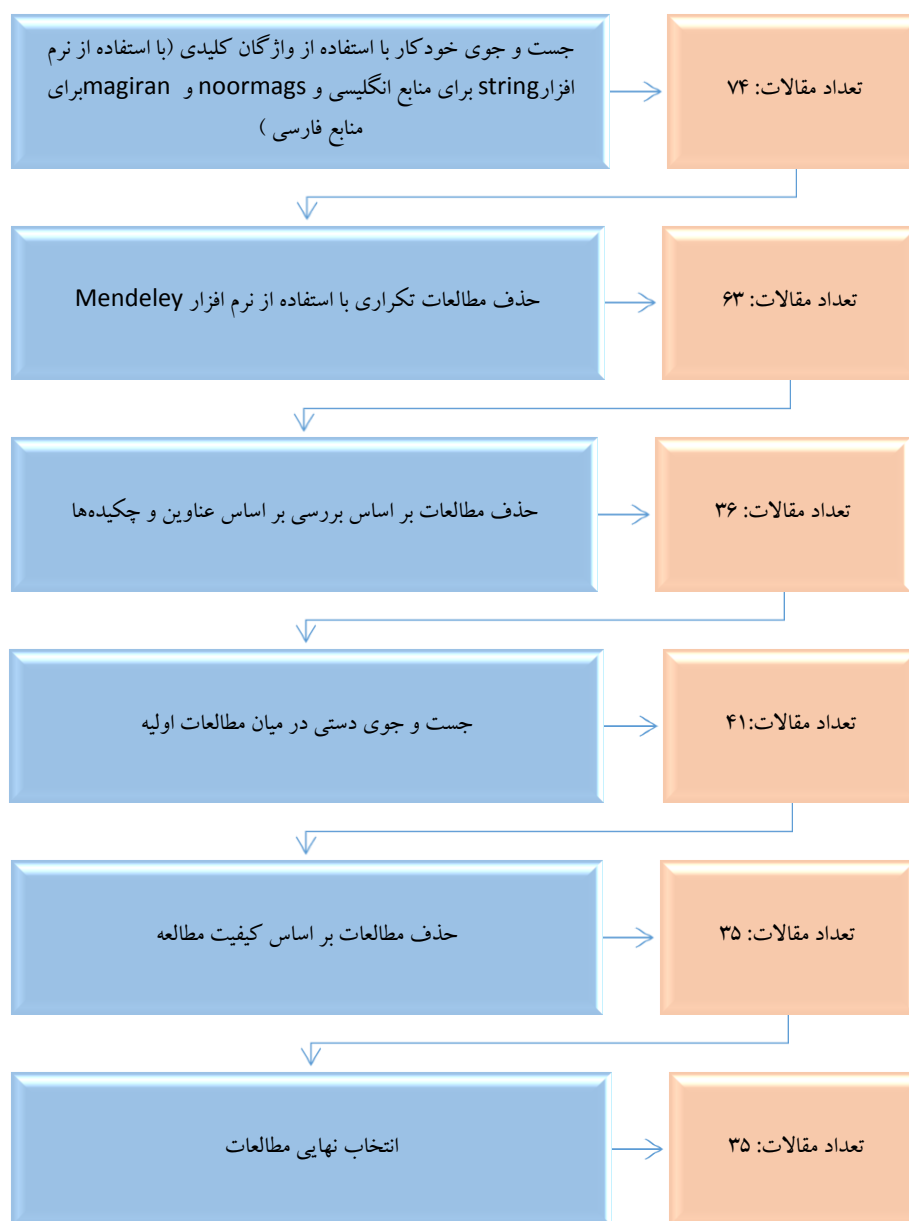 جست و جوی خودکار با استفاده از واژگان کلیدی (با استفاده از نرم
افزارstring برای منابع انگلیسی و noormags و magiranبرای
منابع فارسی )
تعداد مقالات: ۷۴
حذف مطالعات تکراری با استفاده از نرم افزار Mendeley
تعداد مقالات: ۶۳
حذف مطالعات بر اساس بررسی بر اساس عناوین و چکیده‌ها
تعداد مقالات: ۳۶
جست و جوی دستی در میان مطالعات اولیه
تعداد مقالات:۴۱
حذف مطالعات بر اساس کیفیت مطالعه
تعداد مقالات: ۳۵
انتخاب نهایی مطالعات
تعداد مقالات: ۳۵